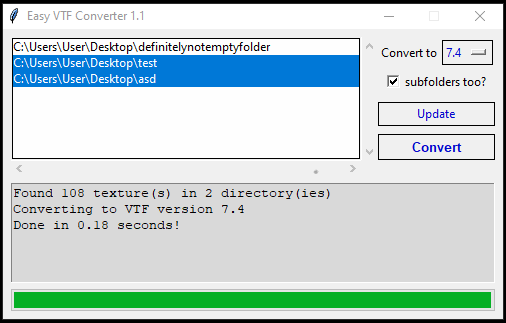 Easy VTF Converter 1.1
C:\Users\User\Desktop\definitelynotemptyfolder
C:\Users\User\Desktop\test
C:\Users\User\Desktop\asd
Convert to 7.4
subfolders too?
Update
Convert
Found 108 texture(s) in 2 directory(ies)
Converting to VTF version 7.4
Done in 0.18 seconds!